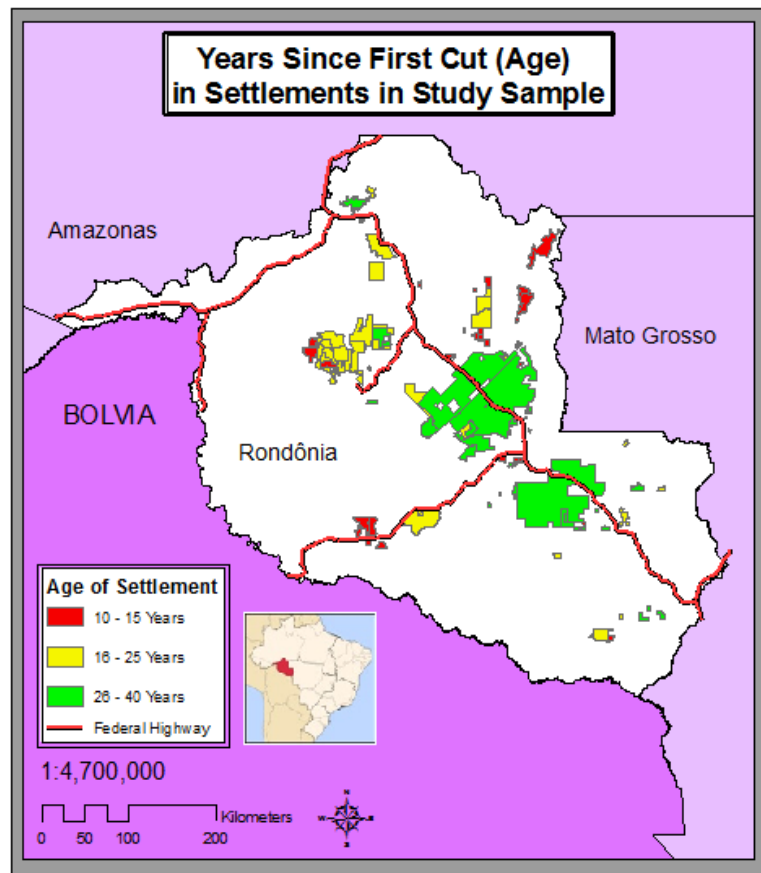 Years Since First Cut (Age)
in Settlements in Study Sample
Amazonas
Mato Grosso
BOLVIA
Rondônia
Age of Settlement
10 - 15 Years
16 - 25 Years
26 - 40 Years
Federal Highway
1:4,700,000
Kilometers
0 50 100 200
N
W E
S